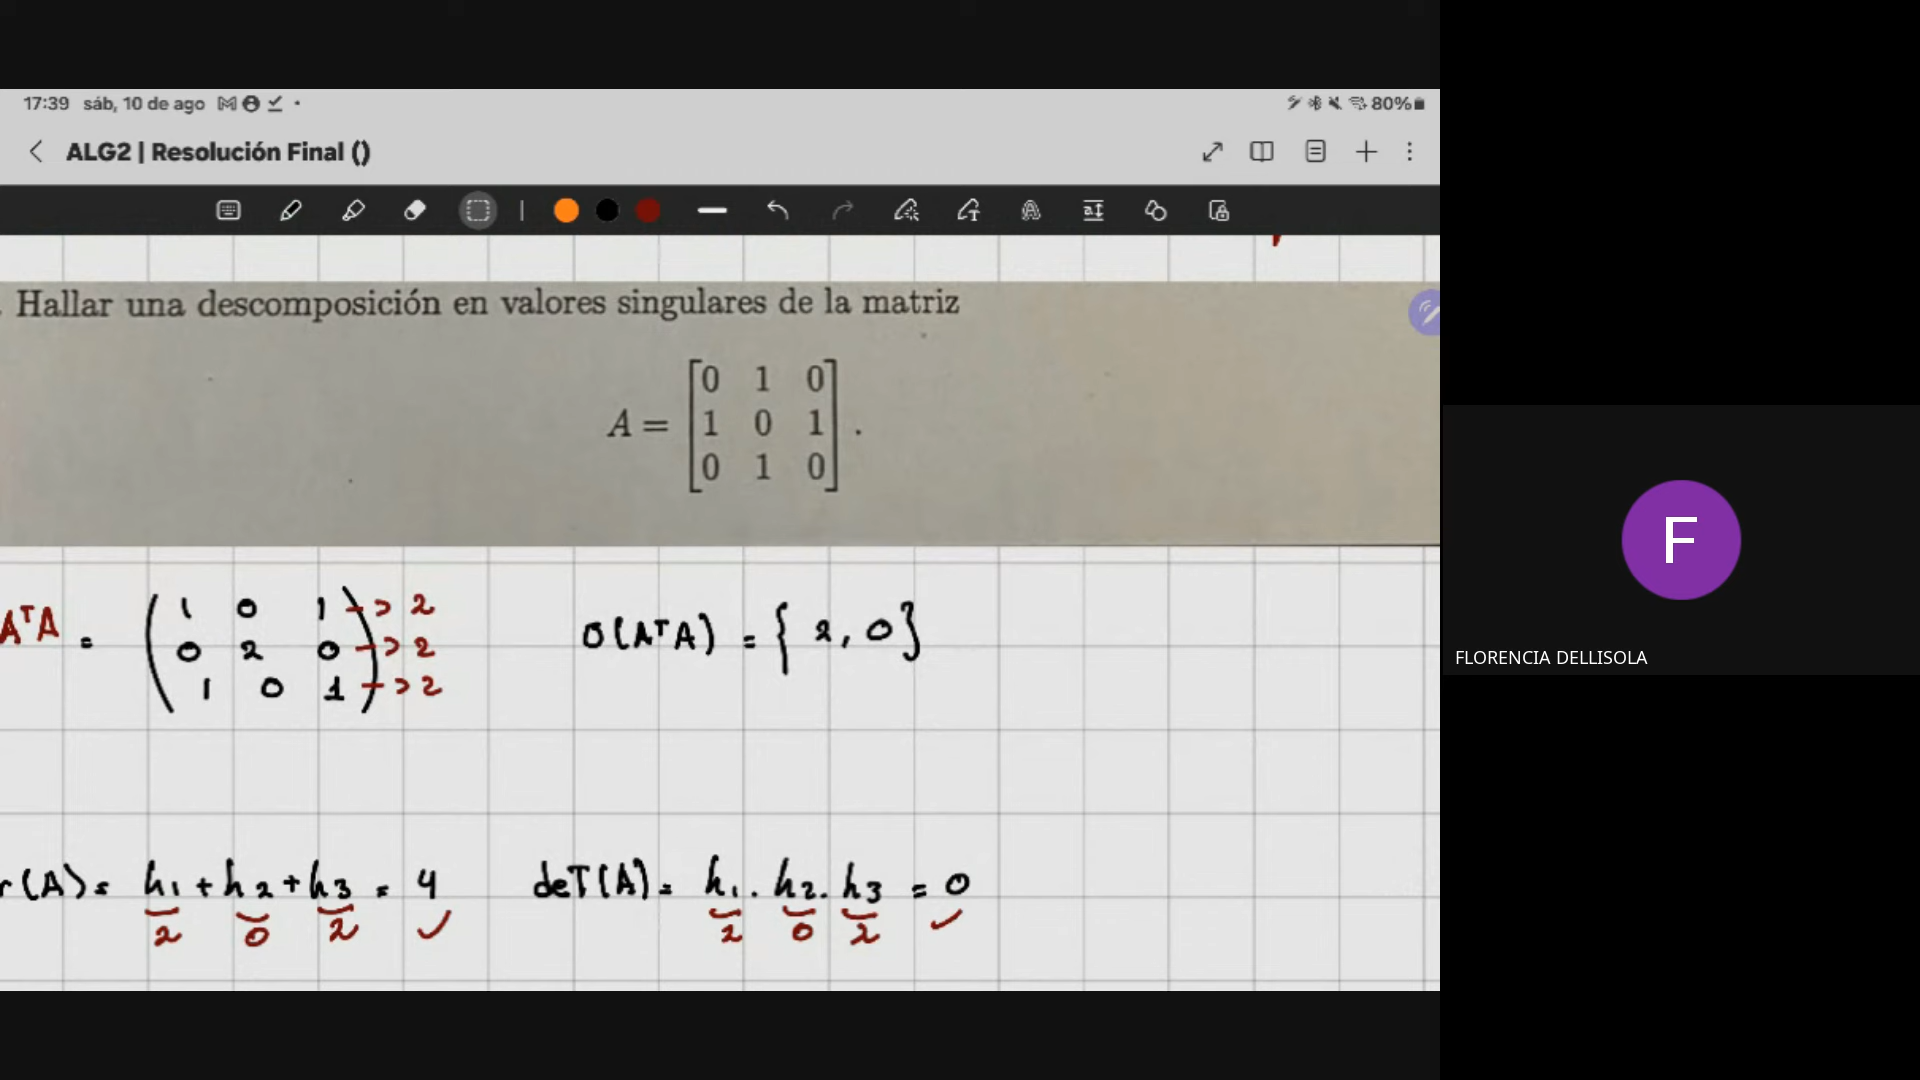 17:39 sáb, 10 de ago
80%
ALG2 | Resolución Final ()
. Hallar una descomposición en valores singulares de la matriz
A = [0 1 0
1 0 1
0 1 0] .
AᵀA = (1 0 1) -> 2
0 2 0 -> 2
1 0 1 -> 2
σ(AᵀA) = {2, 0}
r(A) = λ1 + λ2 + λ3 = 4 ✓
2 0 2
deT(A) = λ1 . λ2 . λ3 = 0 ✓
2 0 2
F
FLORENCIA DELLISOLA